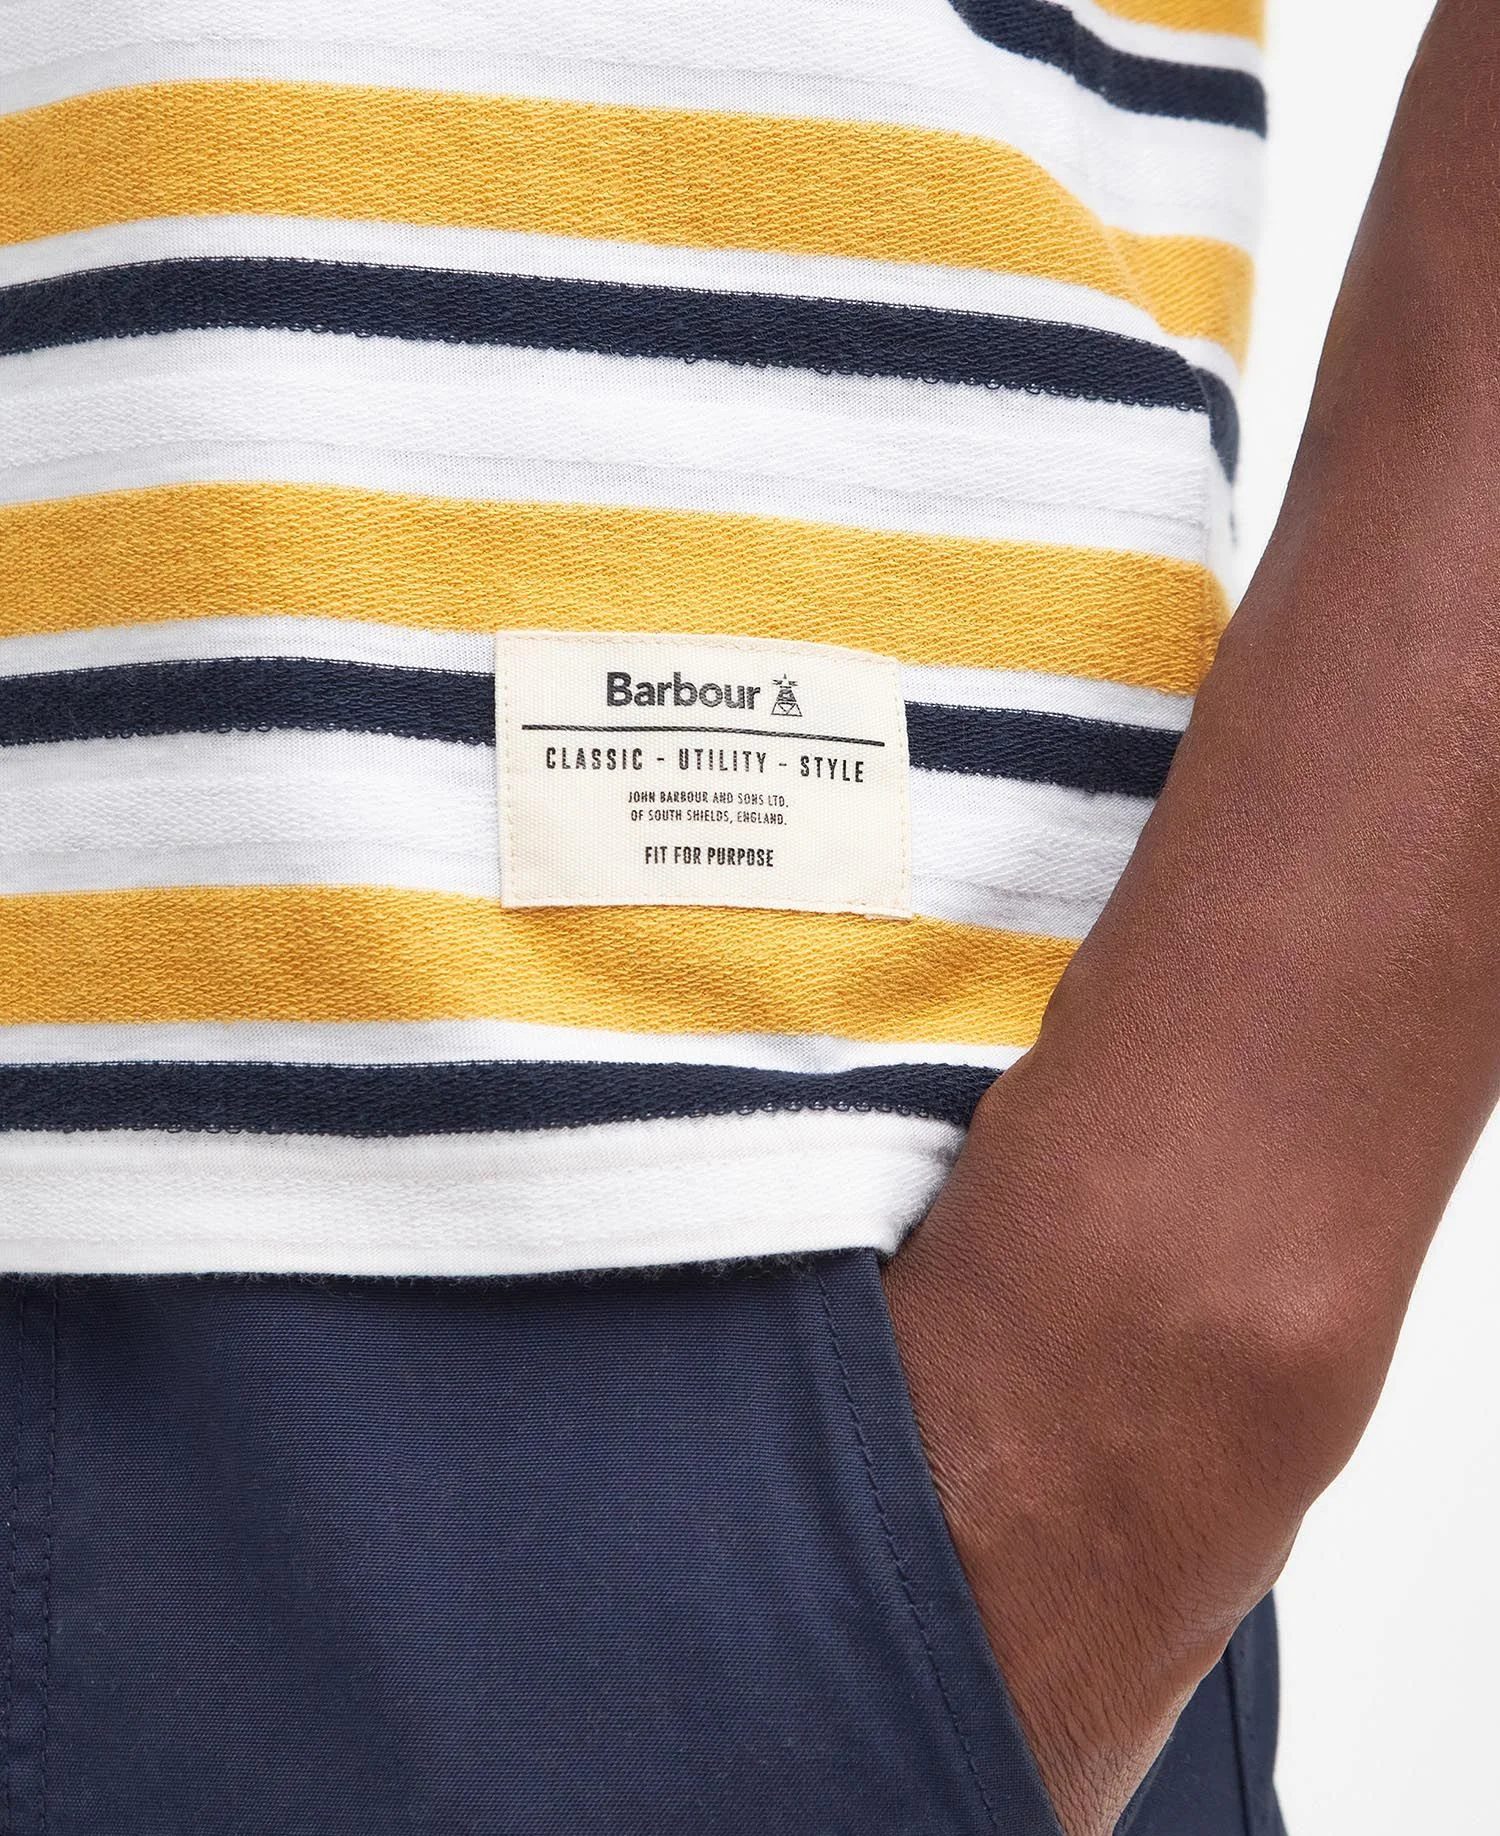 Barbour
CLASSIC - UTILITY - STYLE
JOHN BARBOUR AND SONS LTD.
OF SOUTH SHIELDS, ENGLAND.
FIT FOR PURPOSE